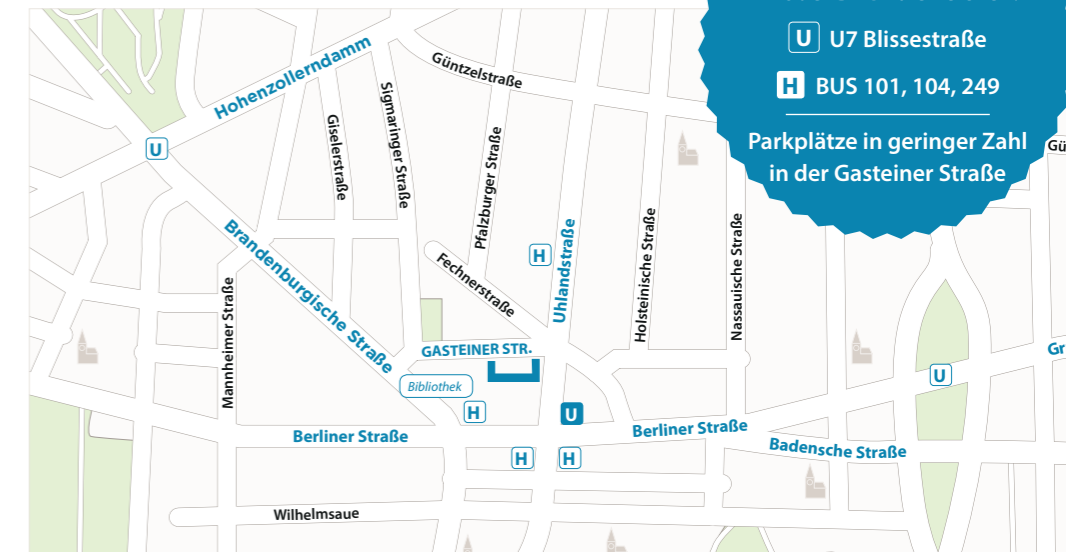 U U7 Blissestraße
H BUS 101, 104, 249
Parkplätze in geringer Zahl
in der Gasteiner Straße
Hohenzollerndamm
Güntzelstraße
Gü
U
Giselerstraße
Sigmaringer Straße
Pfalzburger Straße
Brandenburgische Straße
Fechnerstraße
H
Uhlandstraße
Holsteinische Straße
Nassauische Straße
Mannheimer Straße
GASTEINER STR.
Gr
Bibliothek
U
H
U
Berliner Straße
Berliner Straße
Badensche Straße
H
H
Wilhelmsaue